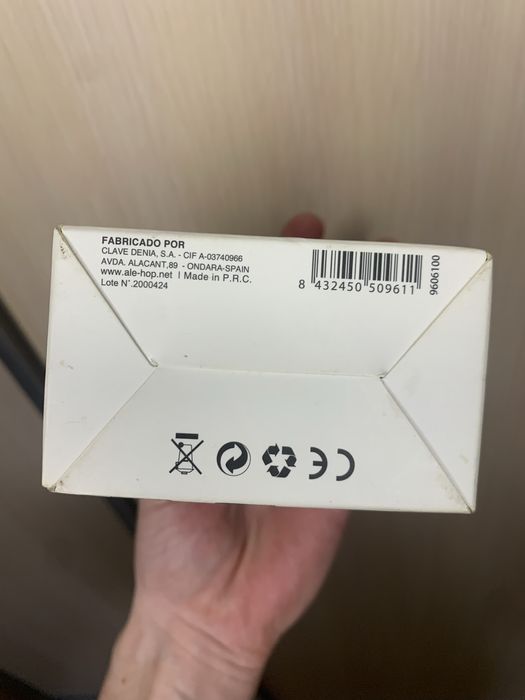 FABRICADO POR
CLAVE DENIA, S.A. - CIF A-03740966
AVDA. ALACANT,89 - ONDARA-SPAIN
www.ale-hop.net | Made in P.R.C.
Lote N°.2000424
8 432450 509611
9606100
CE